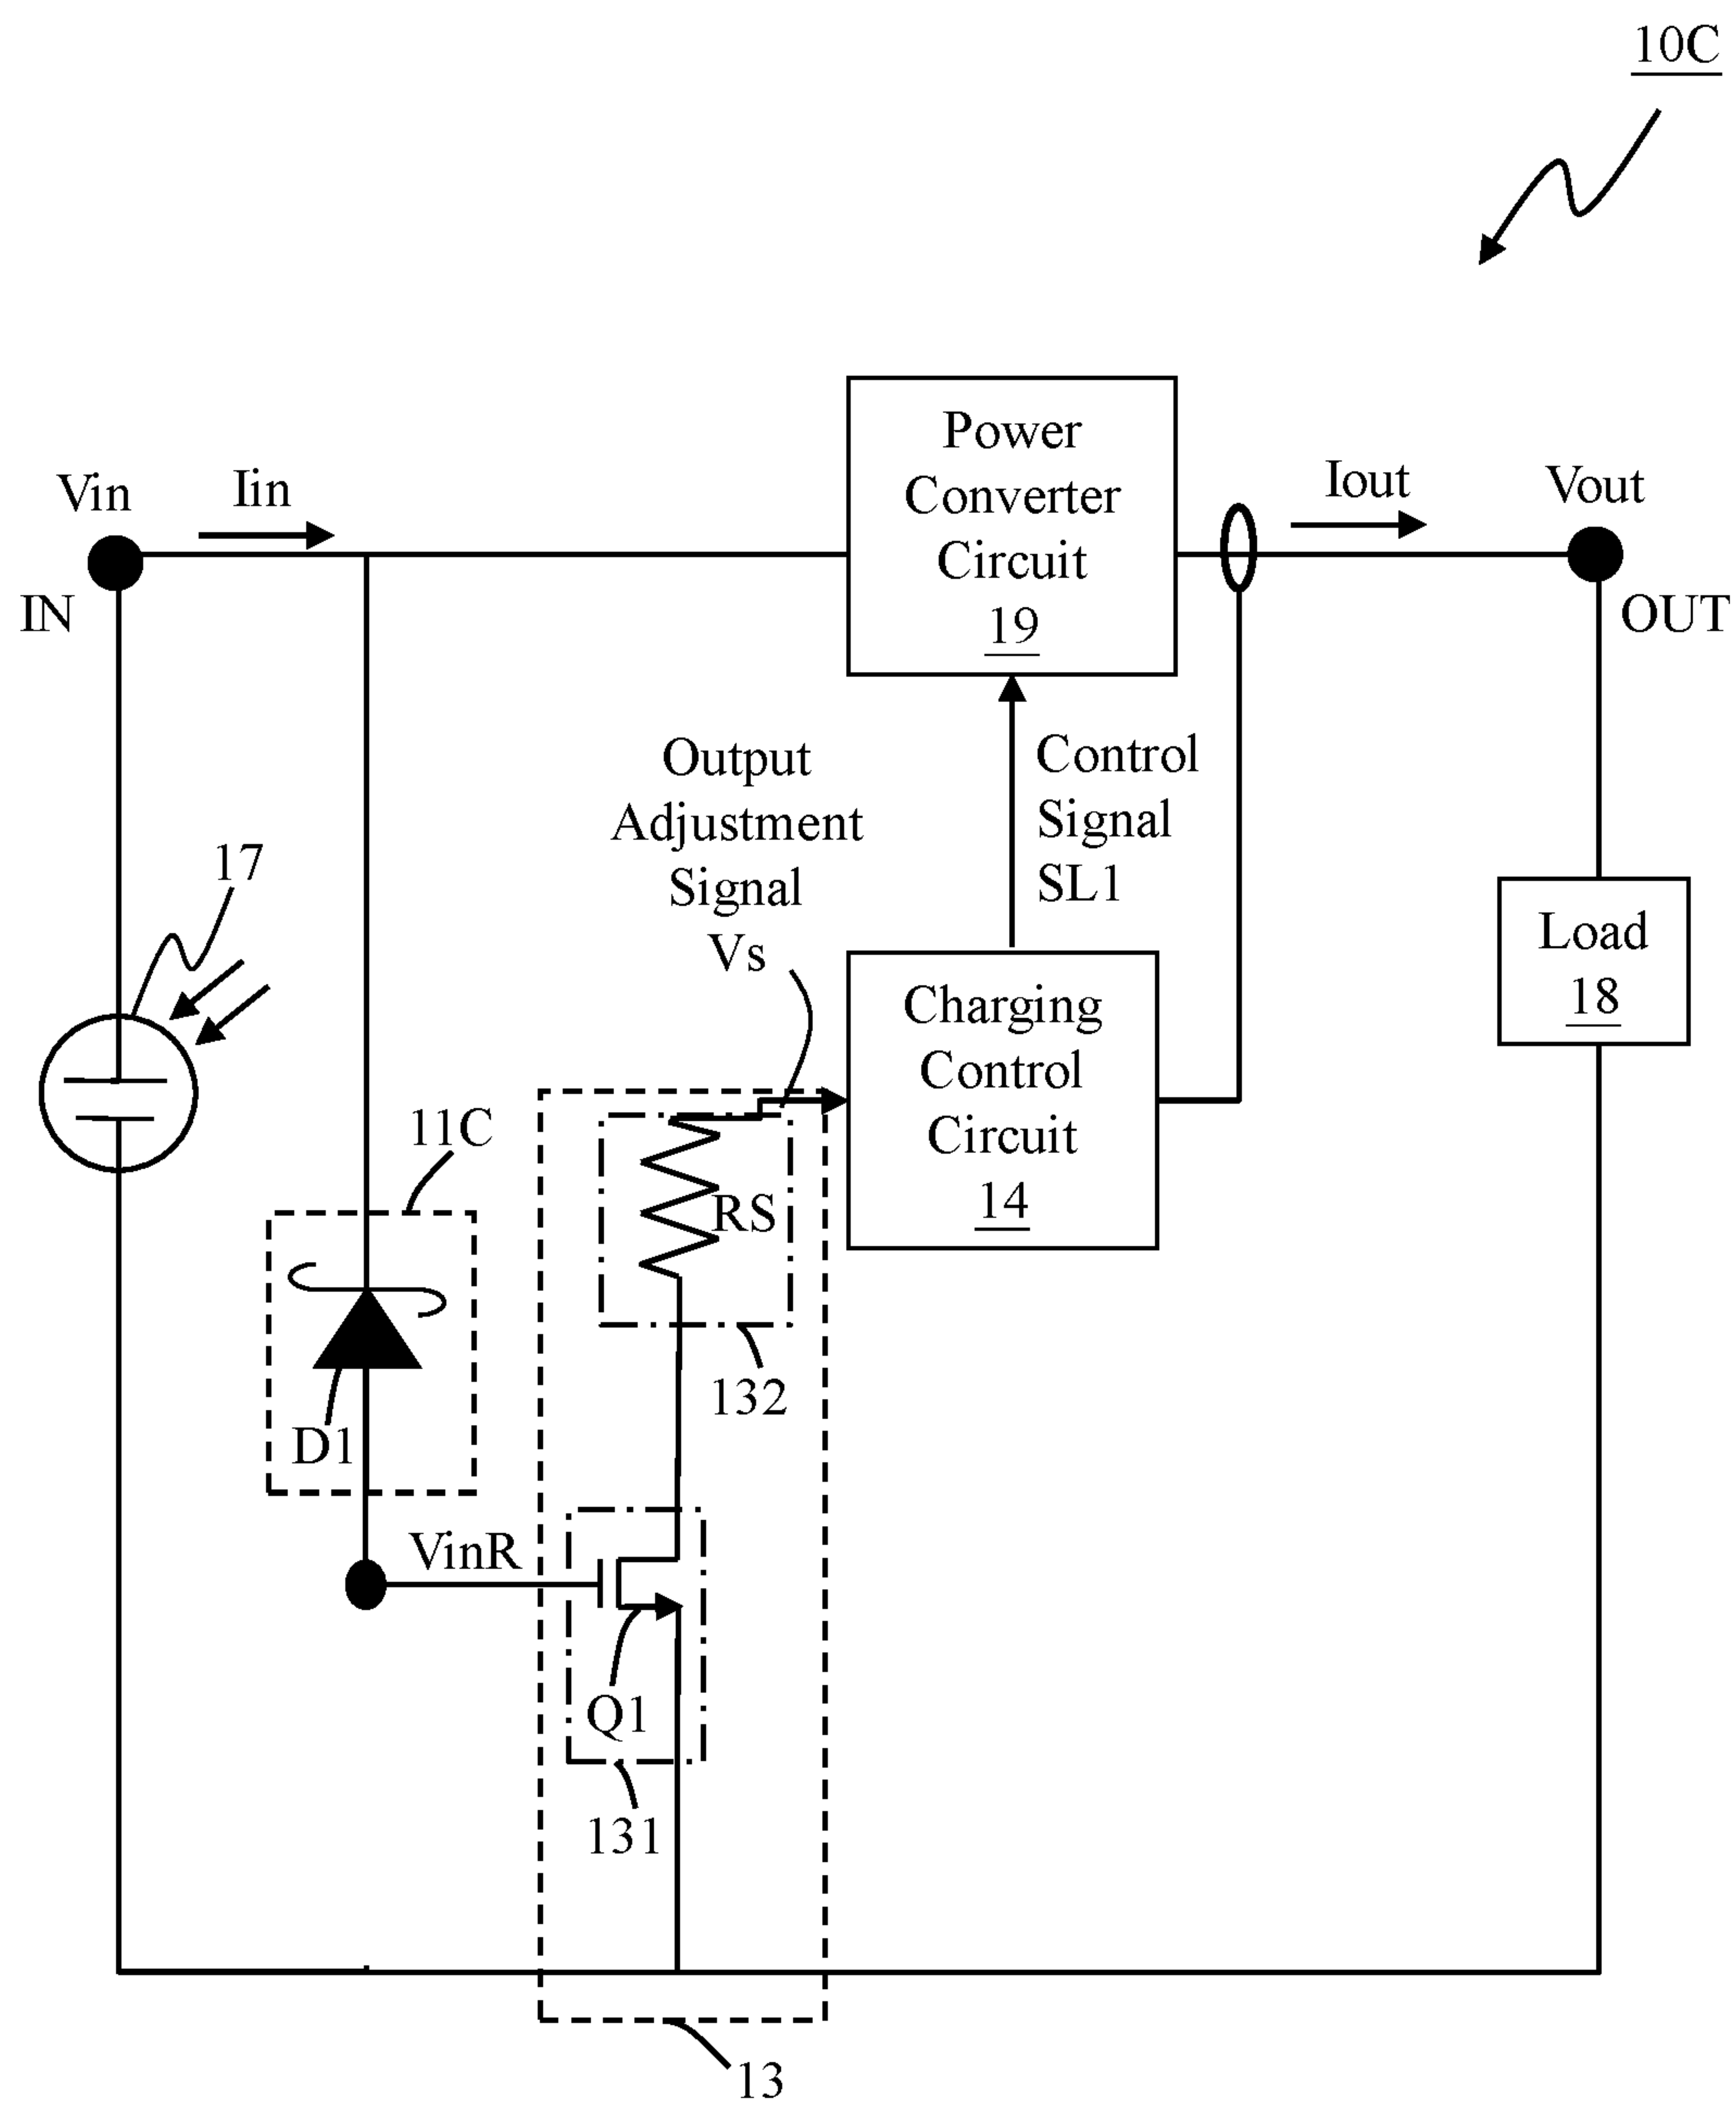 10C
Power
Converter
Circuit
19
Vin
Iin
Iout
Vout
IN
OUT
Output
Adjustment
Signal
Vs
Control
Signal
SL1
17
Load
18
Charging
Control
Circuit
14
11C
RS
132
D1
VinR
Q1
131
13